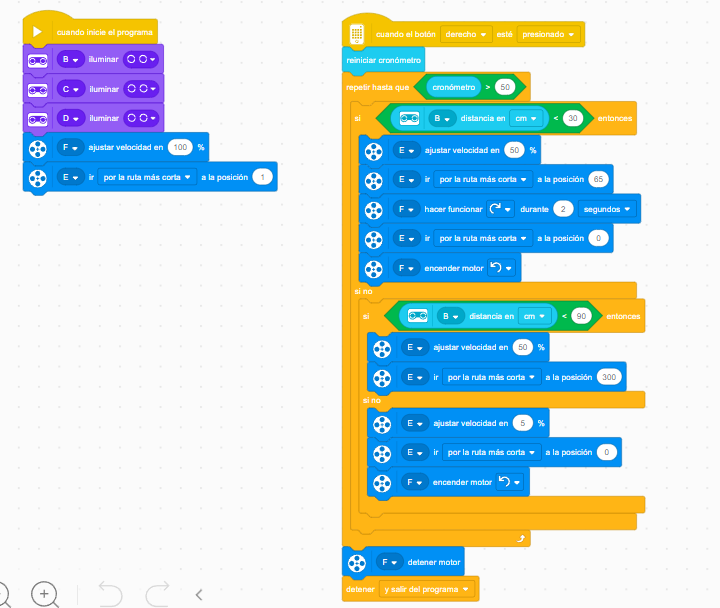 cuando inicie el programa
B iluminar
C iluminar
D iluminar
F ajustar velocidad en 100 %
E ir por la ruta más corta a la posición 1
cuando el botón derecho esté presionado
reiniciar cronómetro
repetir hasta que cronómetro > 50
si B distancia en cm < 30 entonces
E ajustar velocidad en 50 %
E ir por la ruta más corta a la posición 65
F hacer funcionar durante 2 segundos
E ir por la ruta más corta a la posición 0
F encender motor
si no
si B distancia en cm < 90 entonces
E ajustar velocidad en 50 %
E ir por la ruta más corta a la posición 300
si no
E ajustar velocidad en 5 %
E ir por la ruta más corta a la posición 0
F encender motor
F detener motor
detener y salir del programa